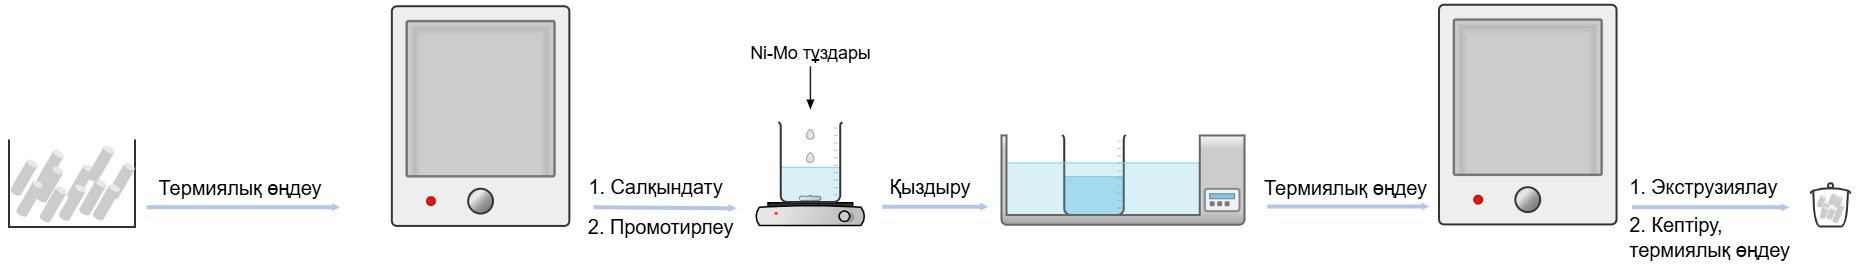 Термиялық өңдеу
1. Салқындату
2. Промотирлеу
Ni-Mo тұздары
Қыздыру
Термиялық өңдеу
1. Экструзиялау
2. Кептіру,
термиялық өңдеу